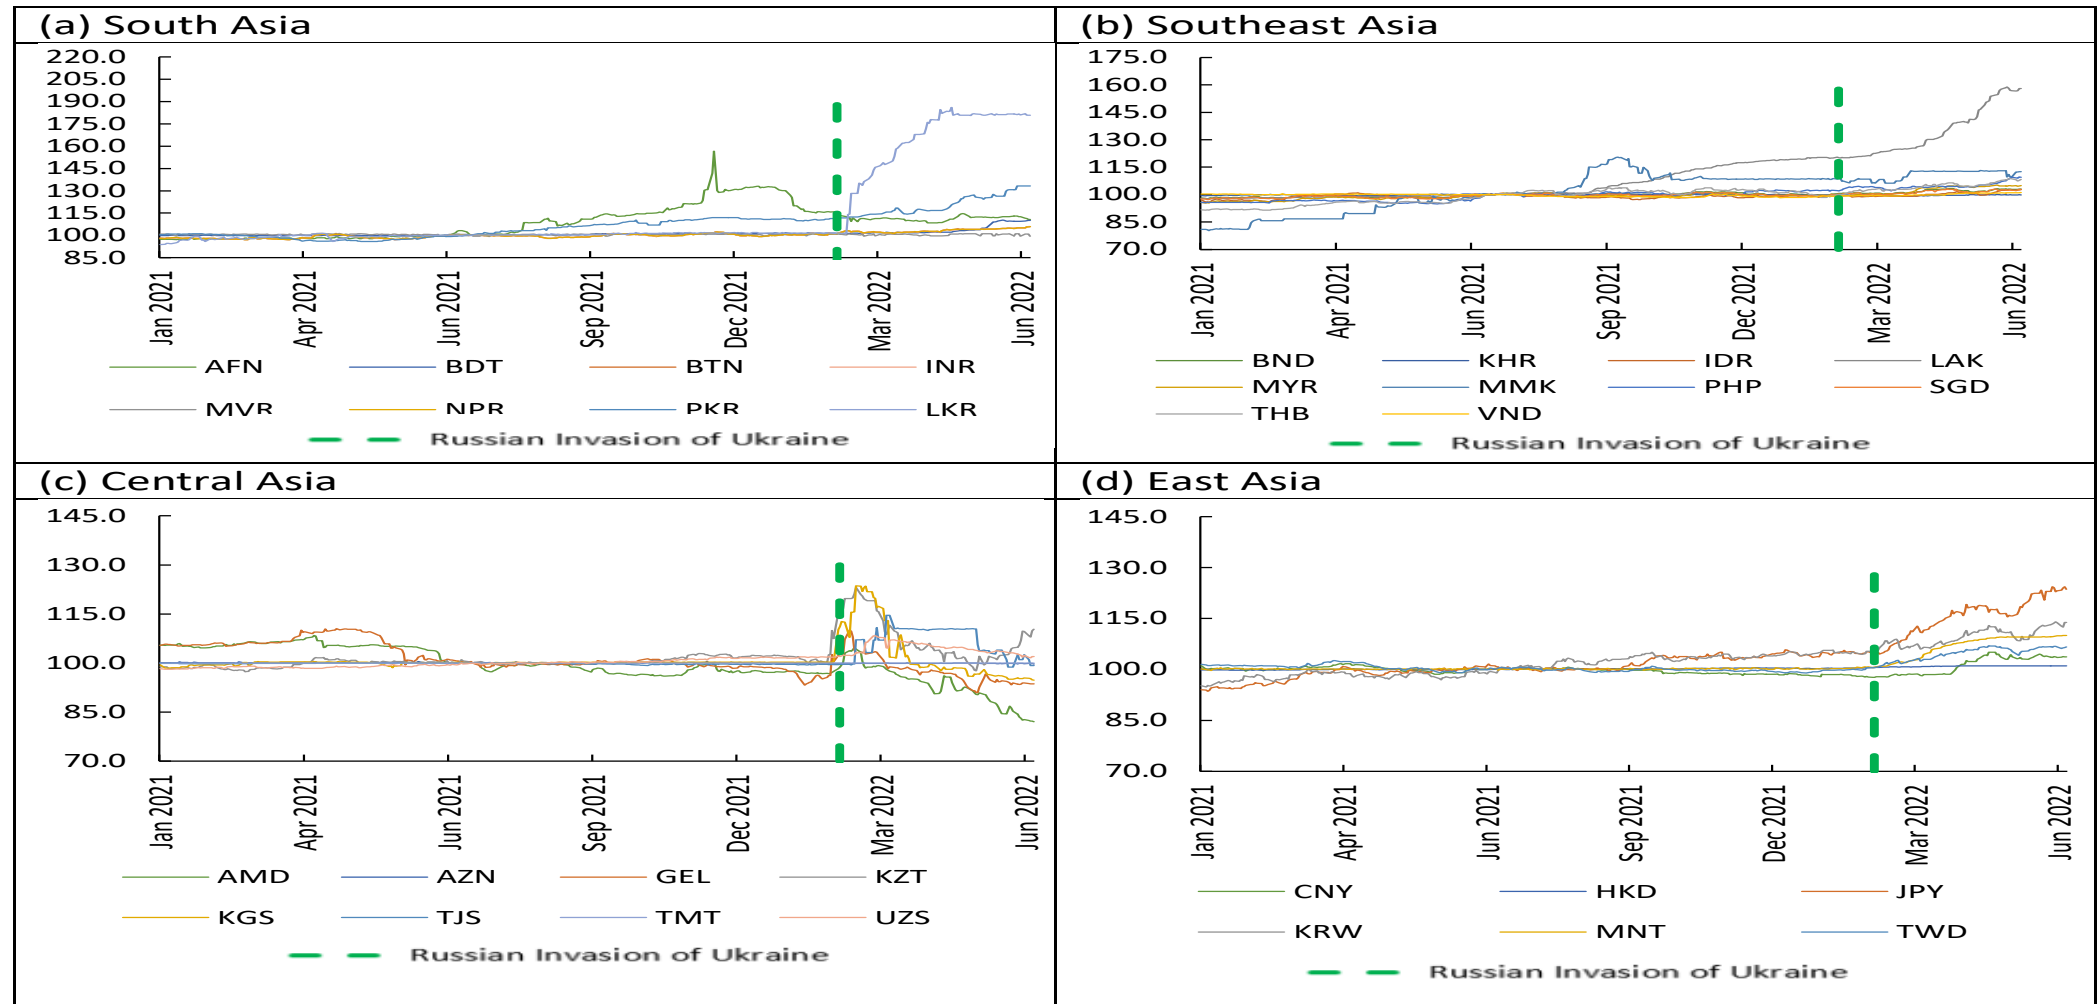 (a) South Asia
220.0
205.0
190.0
175.0
160.0
145.0
130.0
115.0
100.0
85.0
Jan 2021
Apr 2021
Jun 2021
Sep 2021
Dec 2021
Mar 2022
Jun 2022
AFN BDT BTN INR
MVR NPR PKR LKR
Russian Invasion of Ukraine
(b) Southeast Asia
175.0
160.0
145.0
130.0
115.0
100.0
85.0
70.0
Jan 2021
Apr 2021
Jun 2021
Sep 2021
Dec 2021
Mar 2022
Jun 2022
BND KHR IDR LAK
MYR MMK PHP SGD
THB VND
Russian Invasion of Ukraine
(c) Central Asia
145.0
130.0
115.0
100.0
85.0
70.0
Jan 2021
Apr 2021
Jun 2021
Sep 2021
Dec 2021
Mar 2022
Jun 2022
AMD AZN GEL KZT
KGS TJS TMT UZS
Russian Invasion of Ukraine
(d) East Asia
145.0
130.0
115.0
100.0
85.0
70.0
Jan 2021
Apr 2021
Jun 2021
Sep 2021
Dec 2021
Mar 2022
Jun 2022
CNY HKD JPY
KRW MNT TWD
Russian Invasion of Ukraine